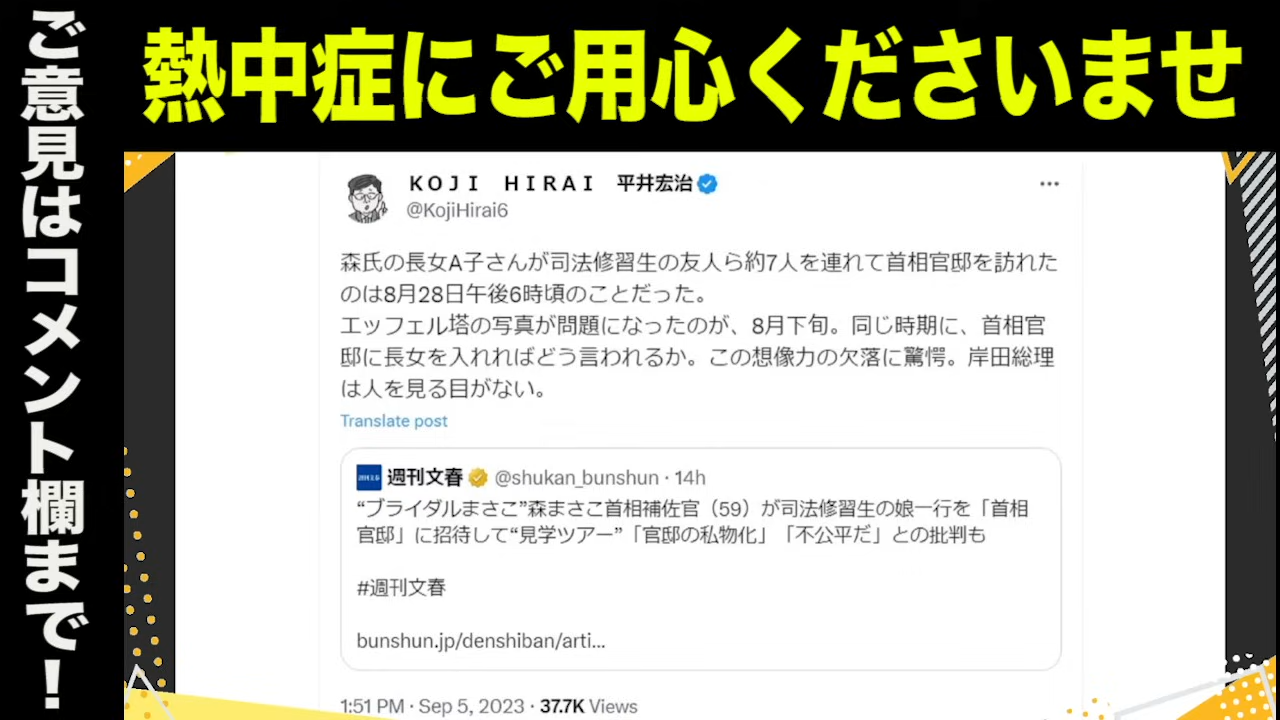 熱中症にご用心くださいませ
ご意見はコメント欄まで!
KOJI HIRAI 平井宏治
@KojiHirai6
森氏の長女A子さんが司法修習生の友人ら約7人を連れて首相官邸を訪れた
のは8月28日午後6時頃のことだった。
エッフェル塔の写真が問題になったのが、8月下旬。同じ時期に、首相官
邸に長女を入れればどう言われるか。この想像力の欠落に驚愕。岸田総理
は人を見る目がない。
Translate post
週刊文春 @shukan_bunshun · 14h
“ブライダルまさこ”森まさこ首相補佐官（59）が司法修習生の娘一行を「首相
官邸」に招待して“見学ツアー”「官邸の私物化」「不公平だ」との批判も
#週刊文春
bunshun.jp/denshiban/arti...
1:51 PM · Sep 5, 2023 · 37.7K Views